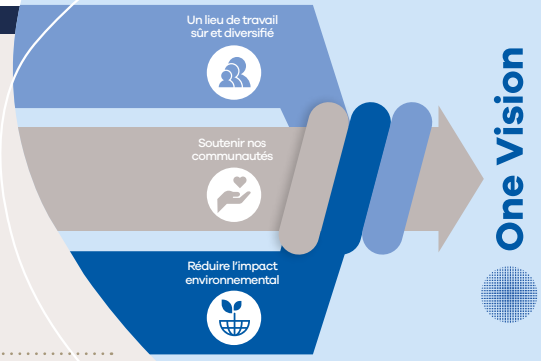 Un lieu de travail
sûr et diversifié
Soutenir nos
communautés
Réduire l'impact
environnemental
One Vision